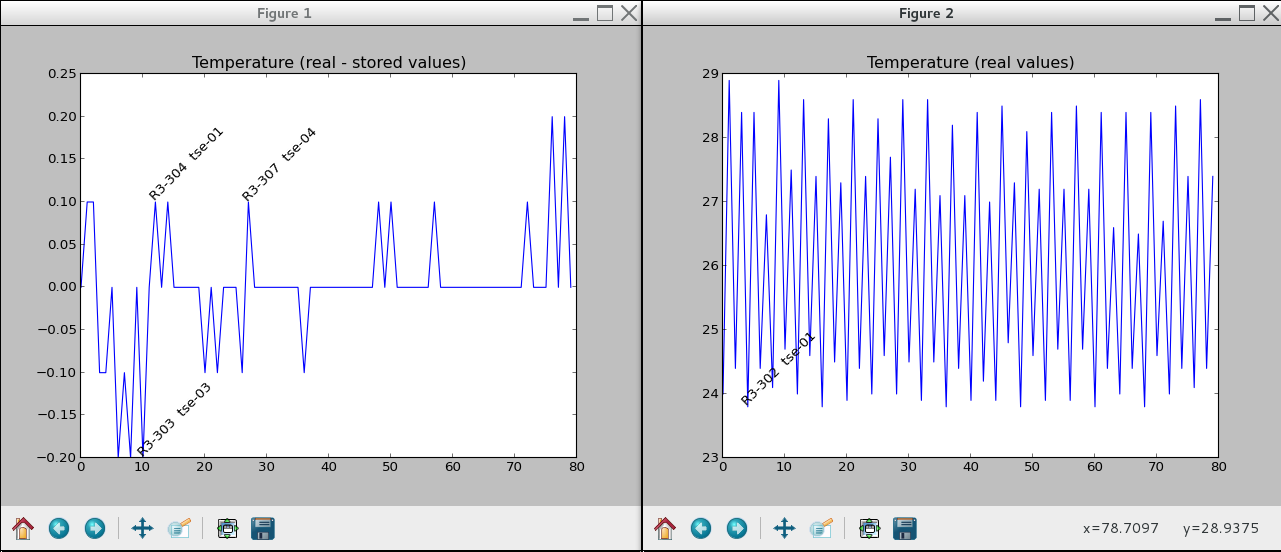 Figure 1
Temperature (real - stored values)
0.25
0.20
0.15
0.10
0.05
0.00
−0.05
−0.10
−0.15
−0.20
R3-304 tse-01
R3-307 tse-04
R3-303 tse-03
0 10 20 30 40 50 60 70 80
Figure 2
Temperature (real values)
29
28
27
26
25
24
23
R3-302 tse-01
0 10 20 30 40 50 60 70 80
x=78.7097 y=28.9375